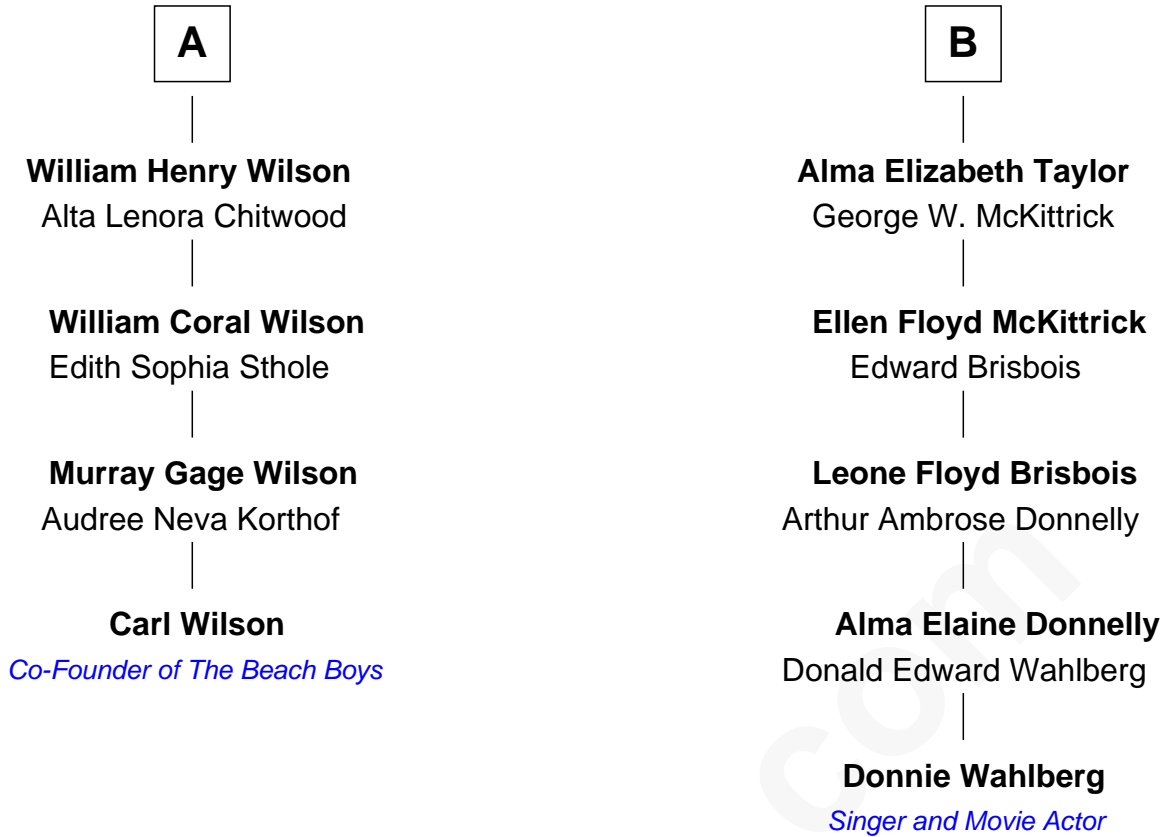 A
William Henry Wilson
Alta Lenora Chitwood
William Coral Wilson
Edith Sophia Sthole
Murray Gage Wilson
Audree Neva Korthof
Carl Wilson
Co-Founder of The Beach Boys
B
Alma Elizabeth Taylor
George W. McKittrick
Ellen Floyd McKittrick
Edward Brisbois
Leone Floyd Brisbois
Arthur Ambrose Donnelly
Alma Elaine Donnelly
Donald Edward Wahlberg
Donnie Wahlberg
Singer and Movie Actor
com